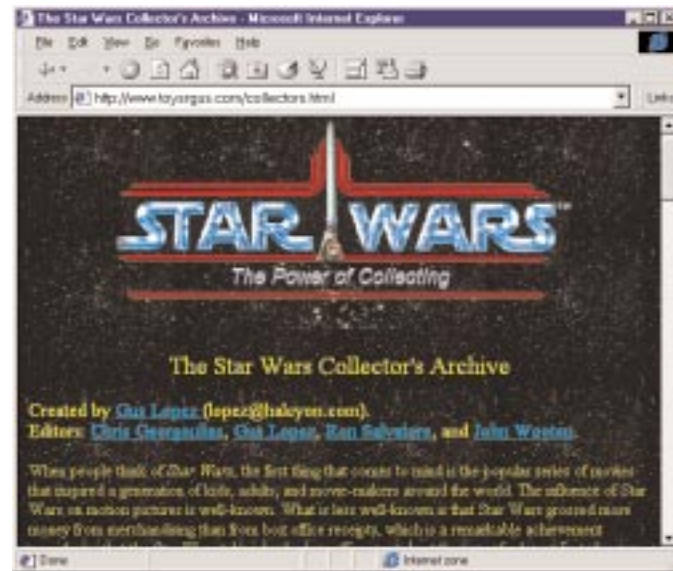 The Star Wars Collector's Archive - Microsoft Internet Explorer
File Edit View Go Favorites Help
Address http://www.toysrgus.com/collectors.html Links
STAR WARS™
The Power of Collecting
The Star Wars Collector's Archive
Created by Gus Lopez (lopez@halcyon.com).
Editors: Chris Georgoulias, Gus Lopez, Ron Salvatore, and John Wooten.
When people think of Star Wars, the first thing that comes to mind is the popular series of movies
that inspired a generation of kids, adults, and movie-makers around the world. The influence of Star
Wars on motion pictures is well-known. What is less well-known is that Star Wars grossed more
money from merchandising than from box office receipts, which is a remarkable achievement
Done Internet zone